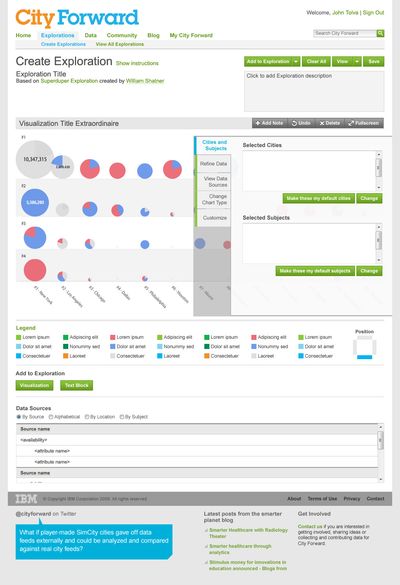 City Forward
Welcome, John Tolva | Sign Out
Home Explorations Data Community Blog My City Forward
Search City Forward
Create Explorations View All Explorations
Create Exploration Show instructions
Exploration Title
Based on Superduper Exploration created by William Shatner
Add to Exploration Clear All View Save
Click to add Exploration description
Visualization Title Extraordinaire
Add Note Undo Delete Fullscreen
#1
10,347,315
#2
5,386,280
#3
#4
#1 - New York
#2 - Los Angeles
#3 - Chicago
#4 - Dallas
#5 - Philadelphia
#6 - Houston
Cities and
Subjects
Refine Data
View Data
Sources
Change
Chart Type
Customize
Selected Cities
Make these my default cities Change
Selected Subjects
Make these my default subjects Change
Legend
Lorem ipsum Adipiscing elit Lorem ipsum Adipiscing elit Lorem ipsum Adipiscing elit Lorem ipsum
Dolor sit amet Nonummy sed Dolor sit amet Nonummy sed Dolor sit amet Nonummy sed Dolor sit amet
Consectetuer Laoreet Consectetuer Laoreet Consectetuer Laoreet Consectetuer
Position
Add to Exploration
Visualization Text Block
Data Sources
By Source Alphabetical By Location By Subject
Source name
<availability>
<attribute name>
<attribute name>
Source name
IBM © Copyright IBM Corporation 2009. All rights reserved
About Terms of Use Privacy Contact
@cityforward on Twitter
What if player-made SimCity cities gave off data
feeds externally and could be analyzed and compared
against real city feeds?
Latest posts from the smarter
planet blog
Smarter Healthcare with Radiology
Theater
Smarter healthcare through
analytics
Stimulus money for innovations in
education announced - Blogs from
Get Involved
Contact us if you are interested in
getting involved, sharing ideas or
collecting and contributing data for
City Forward.